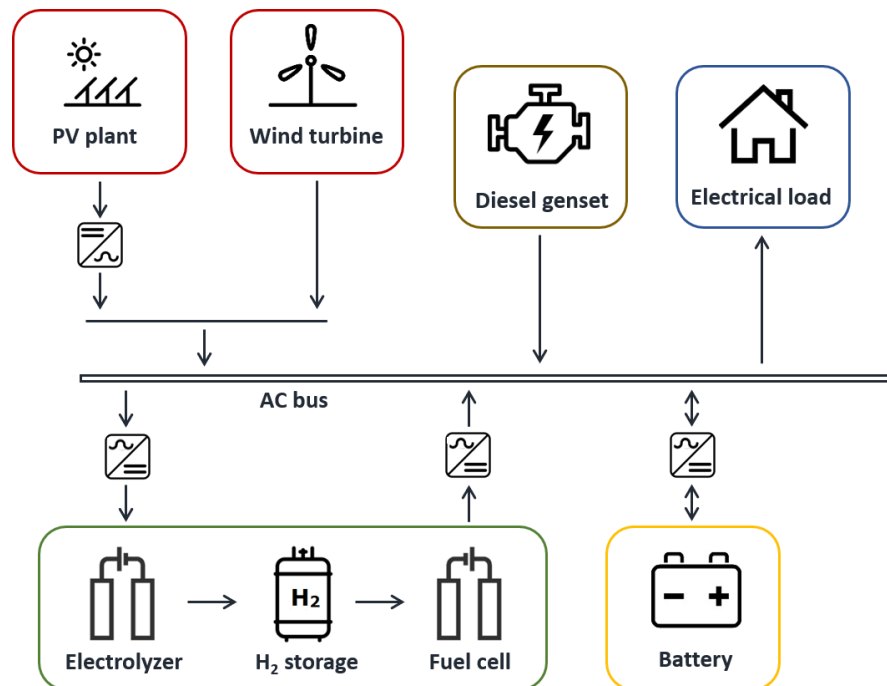 PV plant
Wind turbine
Diesel genset
Electrical load
AC bus
H₂
Electrolyzer
H₂ storage
Fuel cell
Battery